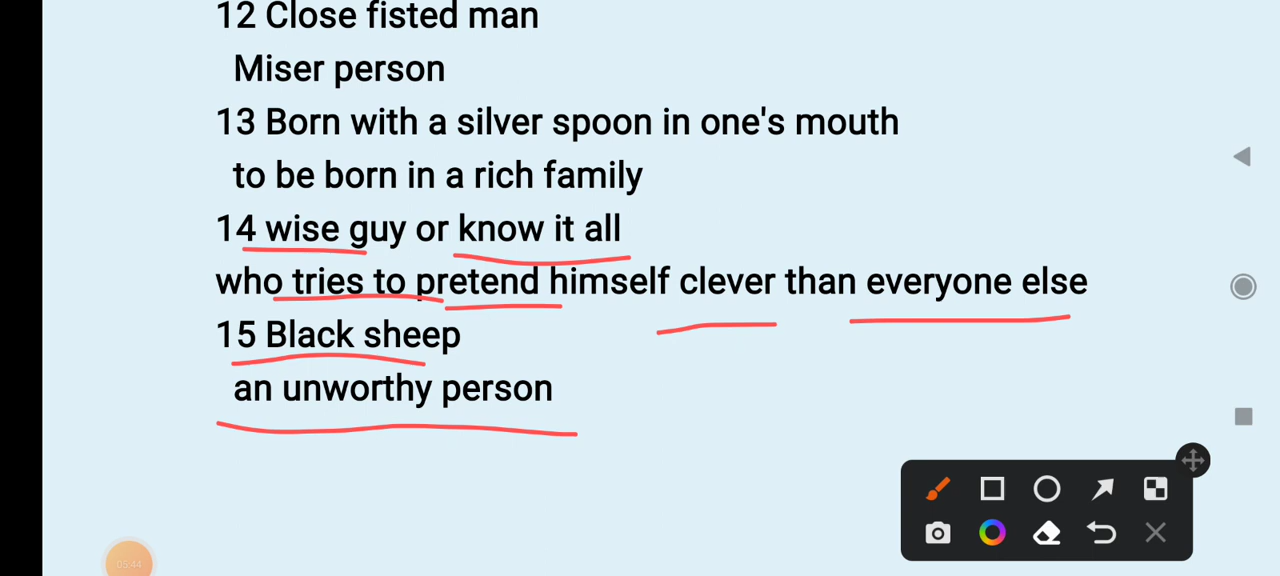 12 Close fisted man
Miser person
13 Born with a silver spoon in one's mouth
to be born in a rich family
14 wise guy or know it all
who tries to pretend himself clever than everyone else
15 Black sheep
an unworthy person
05:44